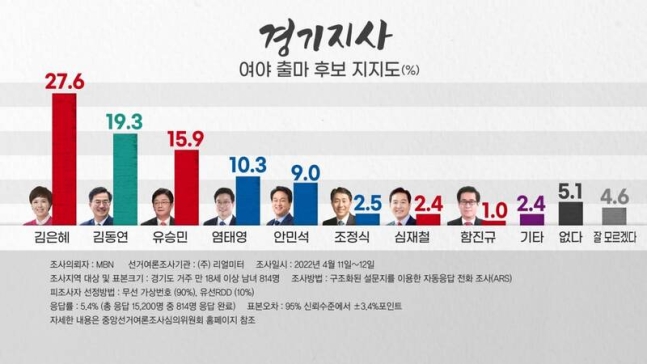 경기지사
여야 출마 후보 지지도(%)
27.6
19.3
15.9
10.3
9.0
2.5
2.4
1.0
2.4
5.1
4.6
김은혜 김동연 유승민 염태영 안민석 조정식 심재철 함진규 기타 없다 잘 모르겠다
조사의뢰자 : MBN 선거여론조사기관 : (주) 리얼미터 조사일시 : 2022년 4월 11일~12일
조사지역 대상 및 표본크기 : 경기도 거주 만 18세 이상 남녀 814명 조사방법 : 구조화된 설문지를 이용한 자동응답 전화 조사(ARS)
피조사자 선정방법 : 무선 가상번호 (90%), 유선RDD (10%)
응답률 : 5.4% (총 응답 15,200명 중 814명 응답 완료) 표본오차 : 95% 신뢰수준에서 ±3.4%포인트
자세한 내용은 중앙선거여론조사심의위원회 홈페이지 참조